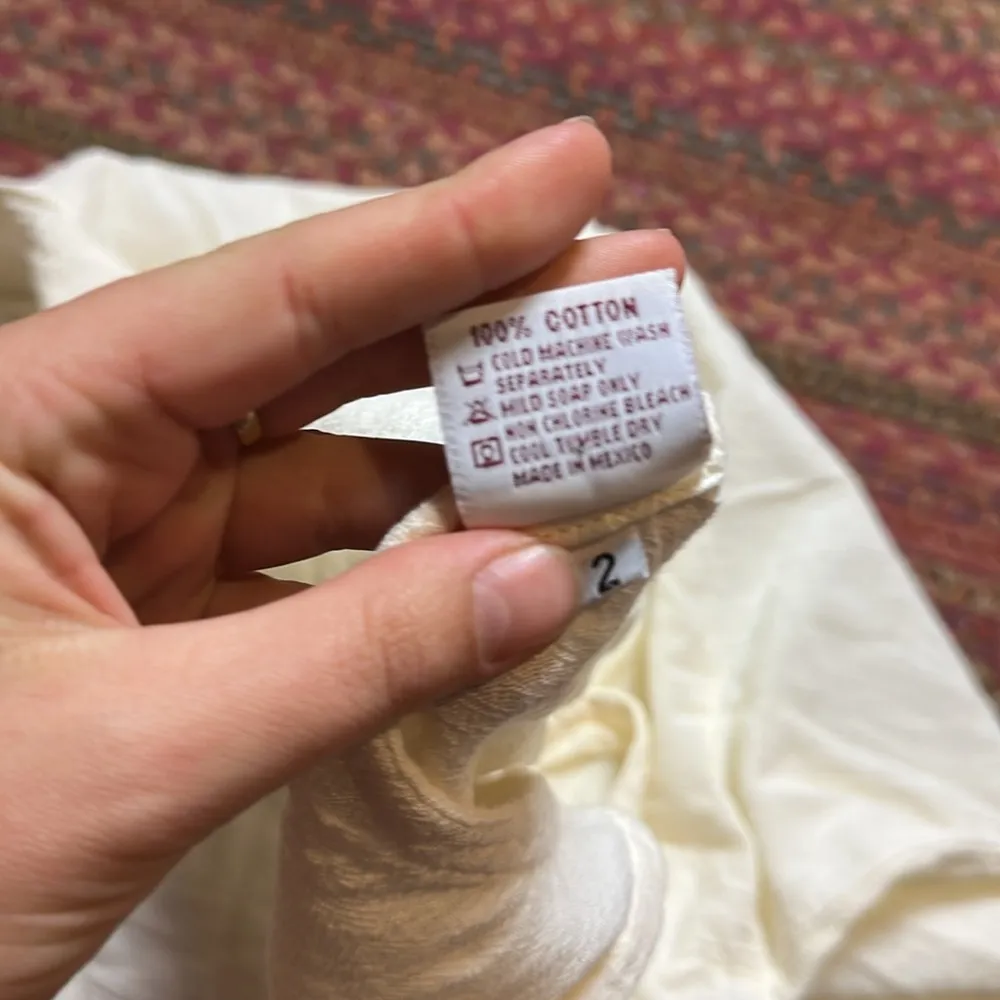 100% COTTON
COLD MACHINE WASH
SEPARATELY
MILD SOAP ONLY
NON CHLORINE BLEACH
COOL TUMBLE DRY
MADE IN MEXICO
2